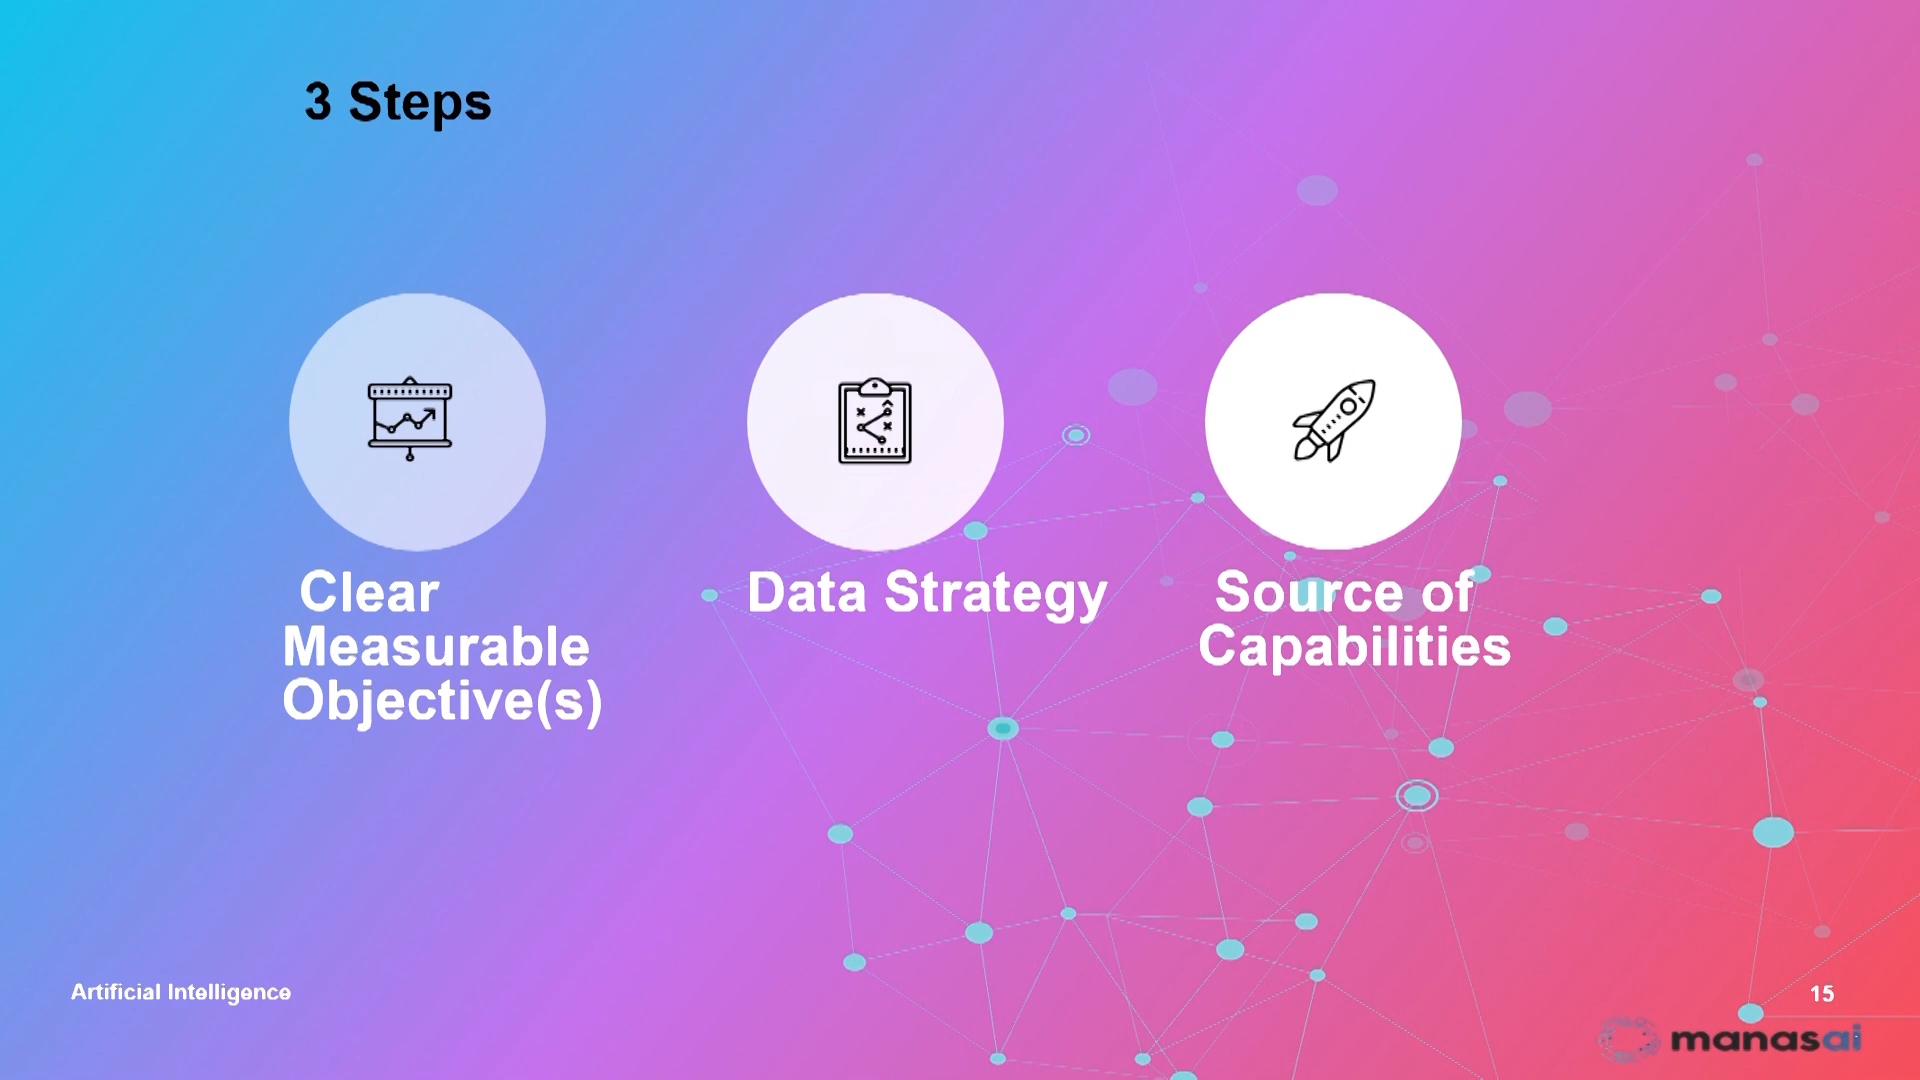 3 Steps
Clear
Measurable
Objective(s)
Data Strategy
Source of
Capabilities
Artificial Intelligence
15
manasai